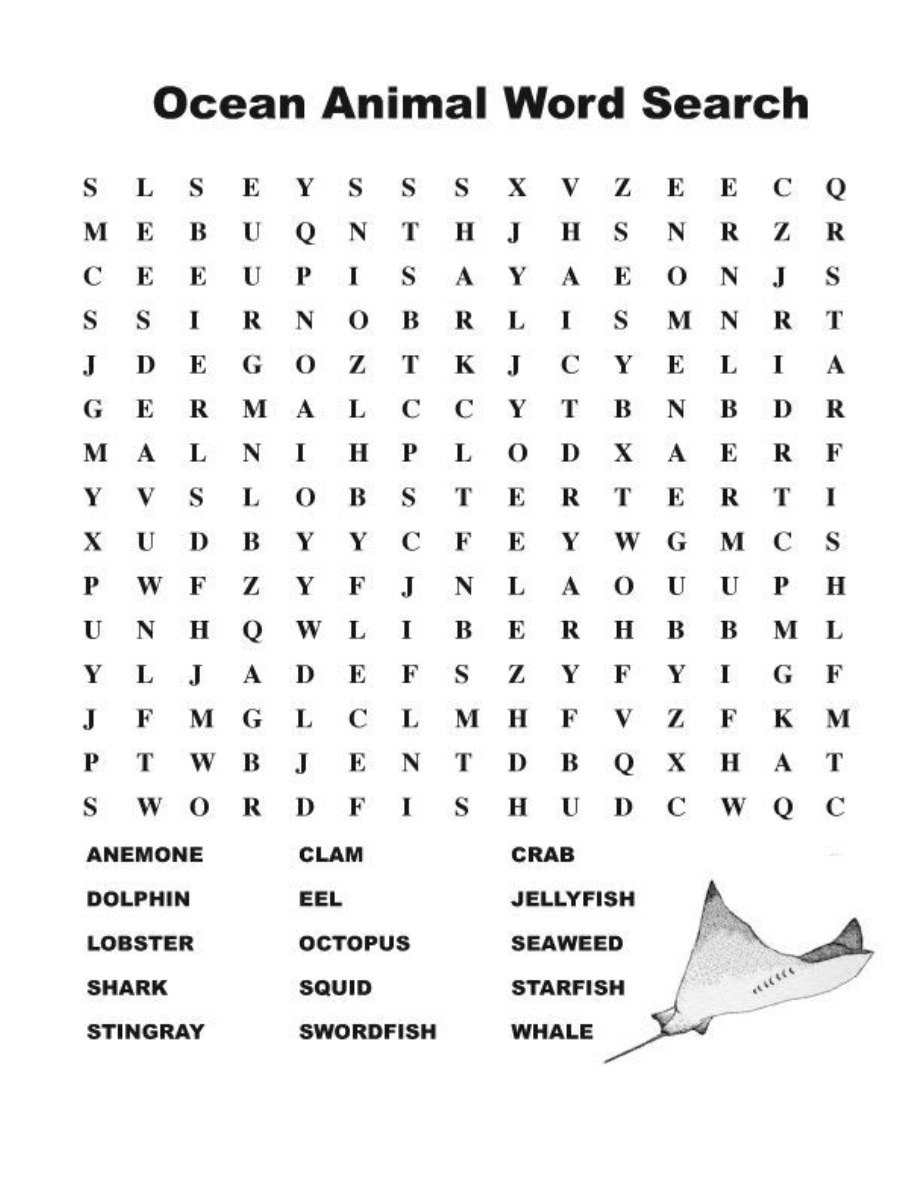 Ocean Animal Word Search
S L S E Y S S S X V Z E E C Q
M E B U Q N T H J H S N R Z R
C E E U P I S A Y A E O N J S
S S I R N O B R L I S M N R T
J D E G O Z T K J C Y E L I A
G E R M A L C C Y T B N B D R
M A L N I H P L O D X A E R F
Y V S L O B S T E R T E R T I
X U D B Y Y C F E Y W G M C S
P W F Z Y F J N L A O U U P H
U N H Q W L I B E R H B B M L
Y L J A D E F S Z Y F Y I G F
J F M G L C L M H F V Z F K M
P T W B J E N T D B Q X H A T
S W O R D F I S H U D C W Q C
ANEMONE CLAM CRAB
DOLPHIN EEL JELLYFISH
LOBSTER OCTOPUS SEAWEED
SHARK SQUID STARFISH
STINGRAY SWORDFISH WHALE